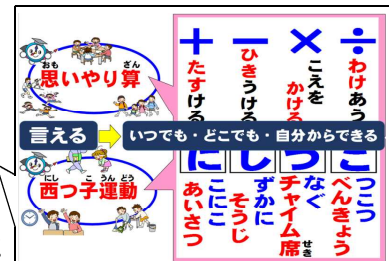 おも ざん
思いやり算
＋
たすける
－
ひきうける
×
こえを
かける
÷
わけあう
言える
いつでも・どこでも・自分からできる
にし こ うんどう
西つ子運動
に
こにこ
あいさつ
し
ずかに
そうじ
つ
なぐ
チャイム席
せき
こ
つこつ
べんきょう